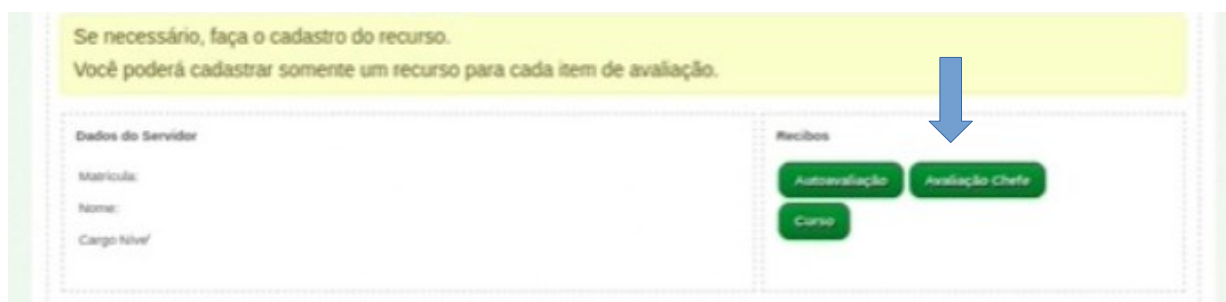 Se necessário, faça o cadastro do recurso.
Você poderá cadastrar somente um recurso para cada item de avaliação.
Dados do Servidor
Matrícula:
Nome:
Cargo Nível
Recibos
Autoavaliação
Avaliação Chefe
Curso